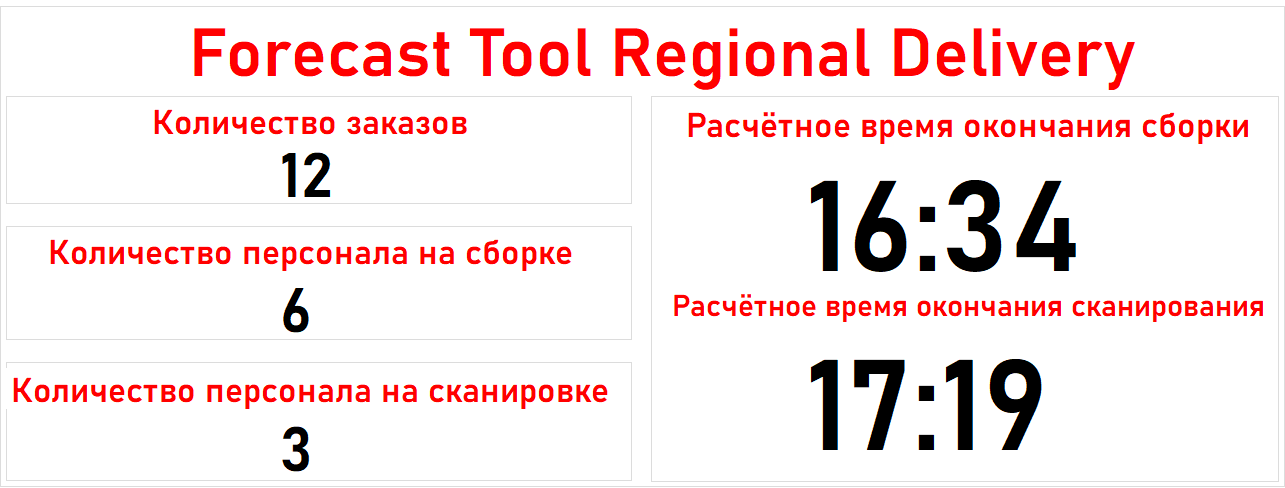 Forecast Tool Regional Delivery
Количество заказов
12
Количество персонала на сборке
6
Количество персонала на сканировке
3
Расчётное время окончания сборки
16:34
Расчётное время окончания сканирования
17:19